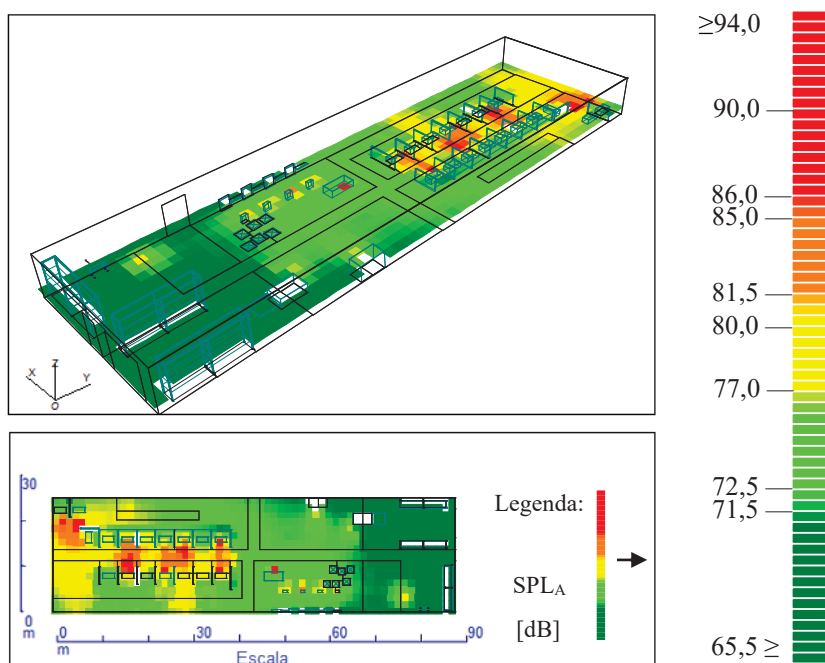 X
Z
Y
O
30
0
m
0
m
30
60
90
Escala
Legenda:
SPLA
[dB]
≥94,0
90,0
86,0
85,0
81,5
80,0
77,0
72,5
71,5
65,5 ≥